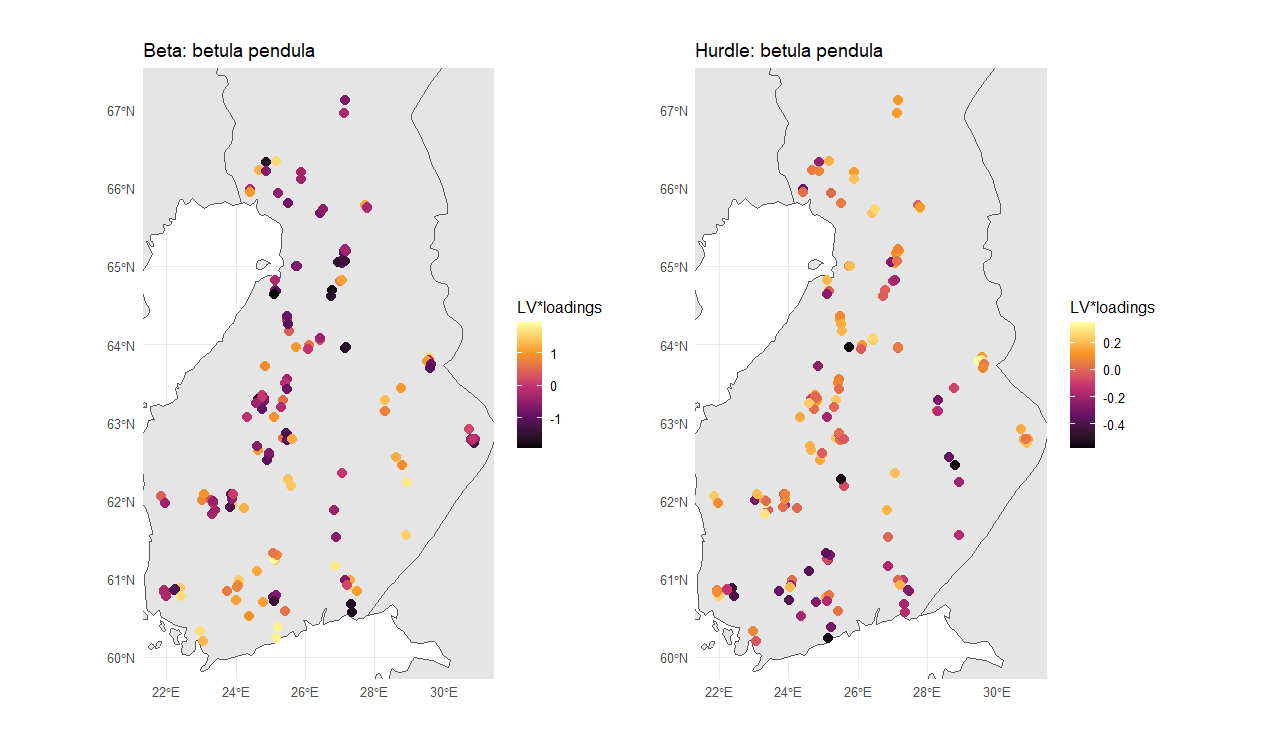 Beta: betula pendula
67°N
66°N
65°N
64°N
63°N
62°N
61°N
60°N
22°E 24°E 26°E 28°E 30°E
LV*loadings
1
0
-1
Hurdle: betula pendula
67°N
66°N
65°N
64°N
63°N
62°N
61°N
60°N
22°E 24°E 26°E 28°E 30°E
LV*loadings
0.2
0.0
-0.2
-0.4